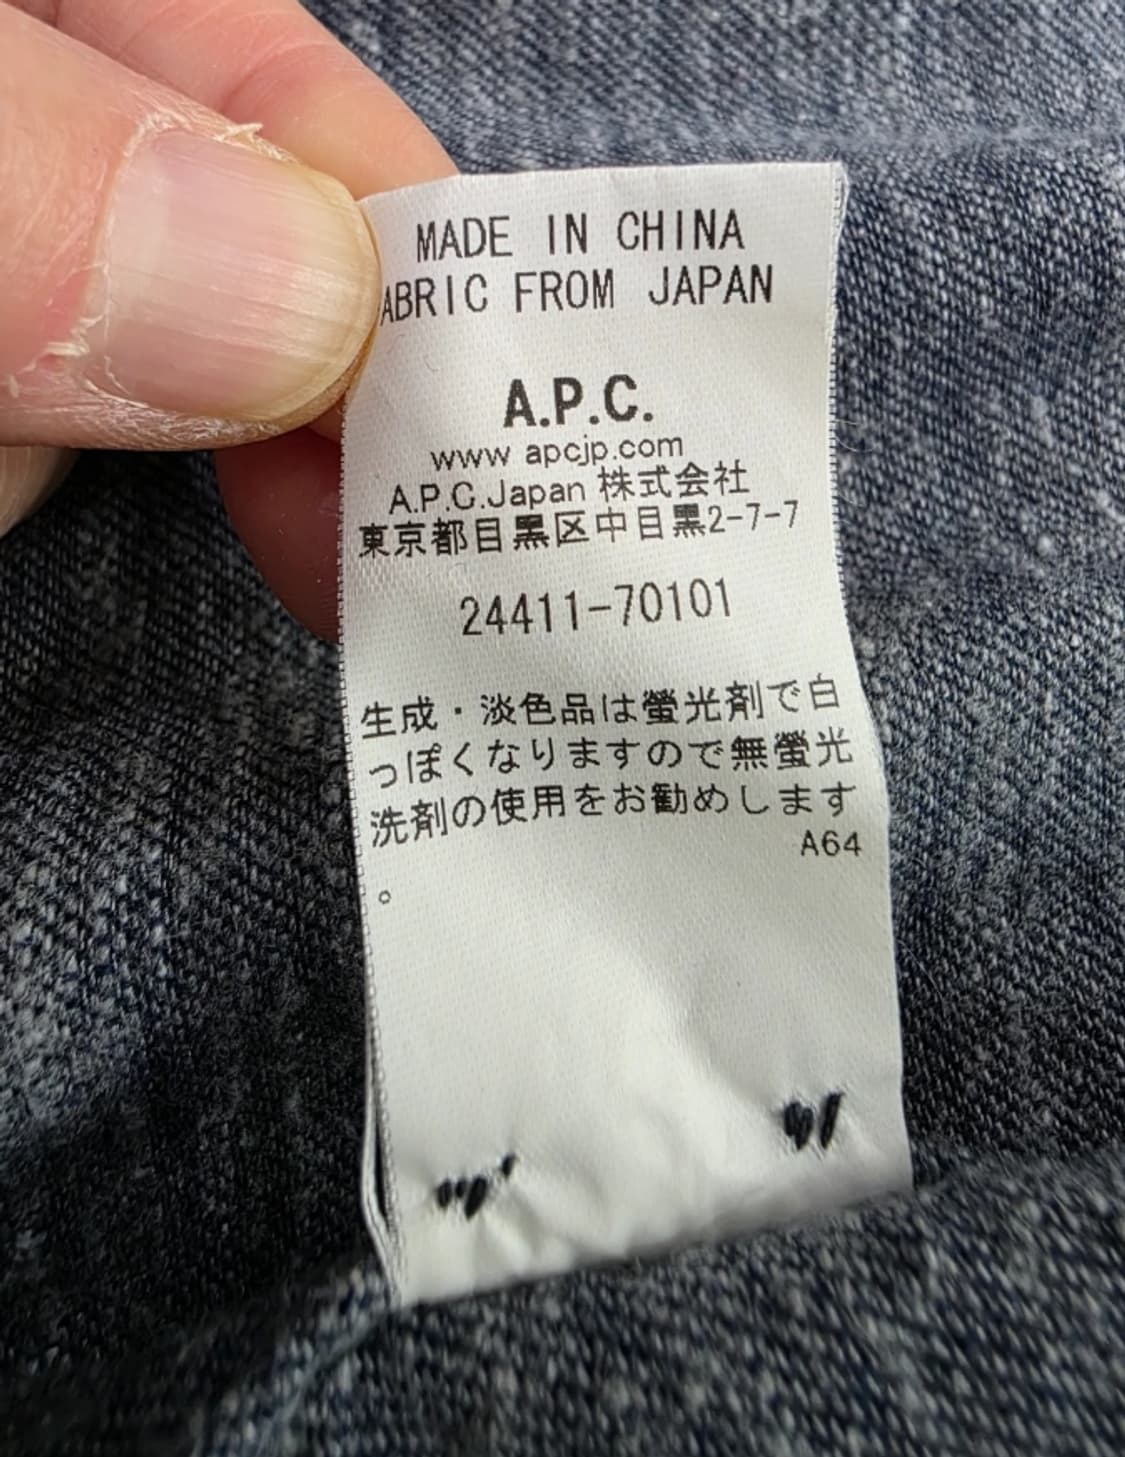 MADE IN CHINA
ABRIC FROM JAPAN
A.P.C.
www apcjp.com
A.P.C.Japan 株式会社
東京都目黒区中目黒2-7-7
24411-70101
生成・淡色品は螢光剤で白
っぽくなりますので無螢光
洗剤の使用をお勧めします
A64
。